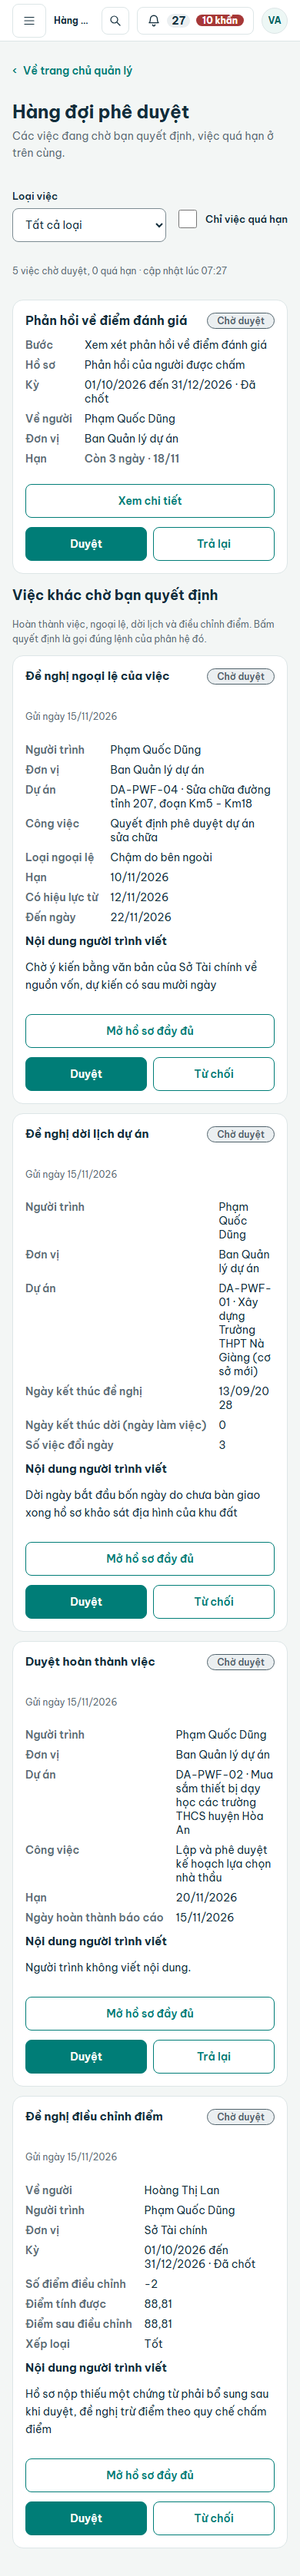 Hàng ...
27
10 khẩn
VA
‹ Về trang chủ quản lý
Hàng đợi phê duyệt
Các việc đang chờ bạn quyết định, việc quá hạn ở
trên cùng.
Loại việc
Tất cả loại
Chỉ việc quá hạn
5 việc chờ duyệt, 0 quá hạn · cập nhật lúc 07:27
Phản hồi về điểm đánh giá
Chờ duyệt
Bước Xem xét phản hồi về điểm đánh giá
Hồ sơ Phản hồi của người được chấm
Kỳ 01/10/2026 đến 31/12/2026 · Đã
chốt
Về người Phạm Quốc Dũng
Đơn vị Ban Quản lý dự án
Hạn Còn 3 ngày · 18/11
Xem chi tiết
Duyệt Trả lại
Việc khác chờ bạn quyết định
Hoàn thành việc, ngoại lệ, dời lịch và điều chỉnh điểm. Bấm
quyết định là gọi đúng lệnh của phân hệ đó.
Đề nghị ngoại lệ của việc
Chờ duyệt
Gửi ngày 15/11/2026
Người trình Phạm Quốc Dũng
Đơn vị Ban Quản lý dự án
Dự án DA-PWF-04 · Sửa chữa đường
tỉnh 207, đoạn Km5 - Km18
Công việc Quyết định phê duyệt dự án
sửa chữa
Loại ngoại lệ Chậm do bên ngoài
Hạn 10/11/2026
Có hiệu lực từ 12/11/2026
Đến ngày 22/11/2026
Nội dung người trình viết
Chờ ý kiến bằng văn bản của Sở Tài chính về
nguồn vốn, dự kiến có sau mười ngày
Mở hồ sơ đầy đủ
Duyệt Từ chối
Đề nghị dời lịch dự án
Chờ duyệt
Gửi ngày 15/11/2026
Người trình Phạm
Quốc
Dũng
Đơn vị Ban Quản
lý dự án
Dự án DA-PWF-
01 · Xây
dựng
Trường
THPT Nà
Giàng (cơ
sở mới)
Ngày kết thúc đề nghị 13/09/20
28
Ngày kết thúc dời (ngày làm việc) 0
Số việc đổi ngày 3
Nội dung người trình viết
Dời ngày bắt đầu bốn ngày do chưa bàn giao
xong hồ sơ khảo sát địa hình của khu đất
Mở hồ sơ đầy đủ
Duyệt Từ chối
Duyệt hoàn thành việc
Chờ duyệt
Gửi ngày 15/11/2026
Người trình Phạm Quốc Dũng
Đơn vị Ban Quản lý dự án
Dự án DA-PWF-02 · Mua
sắm thiết bị dạy
học các trường
THCS huyện Hòa
An
Công việc Lập và phê duyệt
kế hoạch lựa chọn
nhà thầu
Hạn 20/11/2026
Ngày hoàn thành báo cáo 15/11/2026
Nội dung người trình viết
Người trình không viết nội dung.
Mở hồ sơ đầy đủ
Duyệt Trả lại
Đề nghị điều chỉnh điểm
Chờ duyệt
Gửi ngày 15/11/2026
Về người Hoàng Thị Lan
Người trình Phạm Quốc Dũng
Đơn vị Sở Tài chính
Kỳ 01/10/2026 đến
31/12/2026 · Đã chốt
Số điểm điều chỉnh -2
Điểm tính được 88,81
Điểm sau điều chỉnh 88,81
Xếp loại Tốt
Nội dung người trình viết
Hồ sơ nộp thiếu một chứng từ phải bổ sung sau
khi duyệt, đề nghị trừ điểm theo quy chế chấm
điểm
Mở hồ sơ đầy đủ
Duyệt Từ chối